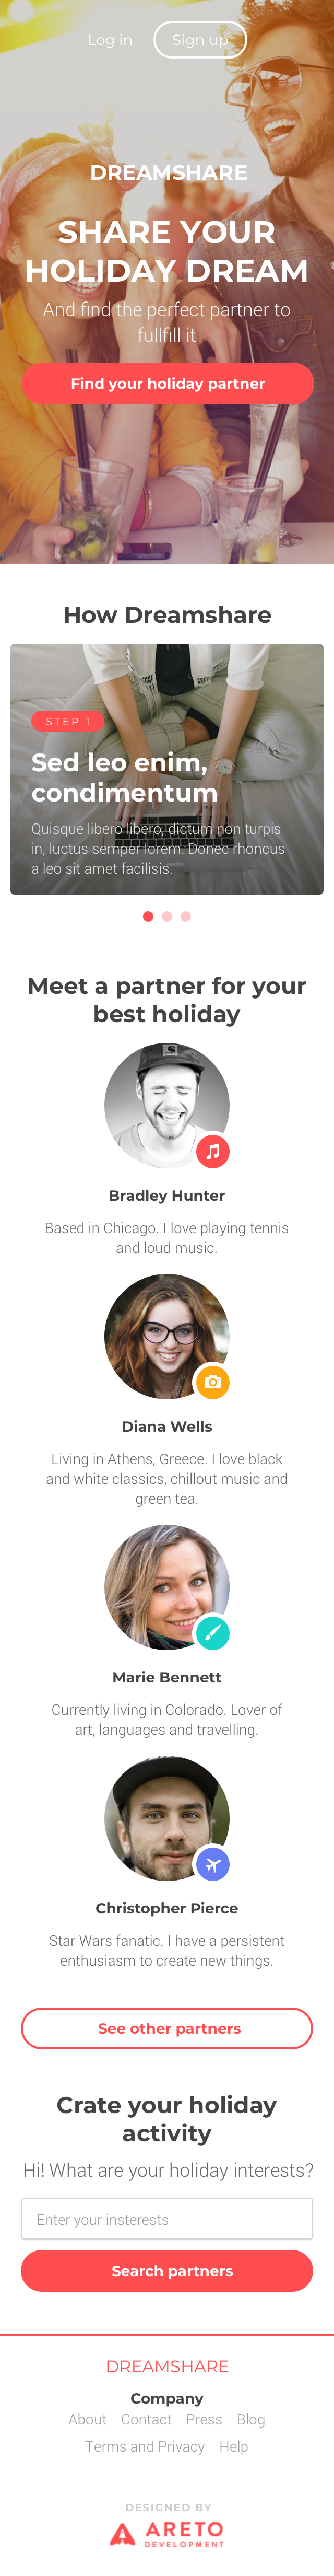 Log in
Sign up
DREAMSHARE
SHARE YOUR
HOLIDAY DREAM
And find the perfect partner to
fullfill it
Find your holiday partner
How Dreamshare
STEP 1
Sed leo enim,
condimentum
Quisque libero libero, dictum non turpis
in, luctus semper lorem. Donec rhoncus
a leo sit amet facilisis.
Meet a partner for your
best holiday
Bradley Hunter
Based in Chicago. I love playing tennis
and loud music.
Diana Wells
Living in Athens, Greece. I love black
and white classics, chillout music and
green tea.
Marie Bennett
Currently living in Colorado. Lover of
art, languages and travelling.
Christopher Pierce
Star Wars fanatic. I have a persistent
enthusiasm to create new things.
See other partners
Crate your holiday
activity
Hi! What are your holiday interests?
Enter your insterests
Search partners
DREAMSHARE
Company
About Contact Press Blog
Terms and Privacy Help
DESIGNED BY
ARETO
DEVELOPMENT